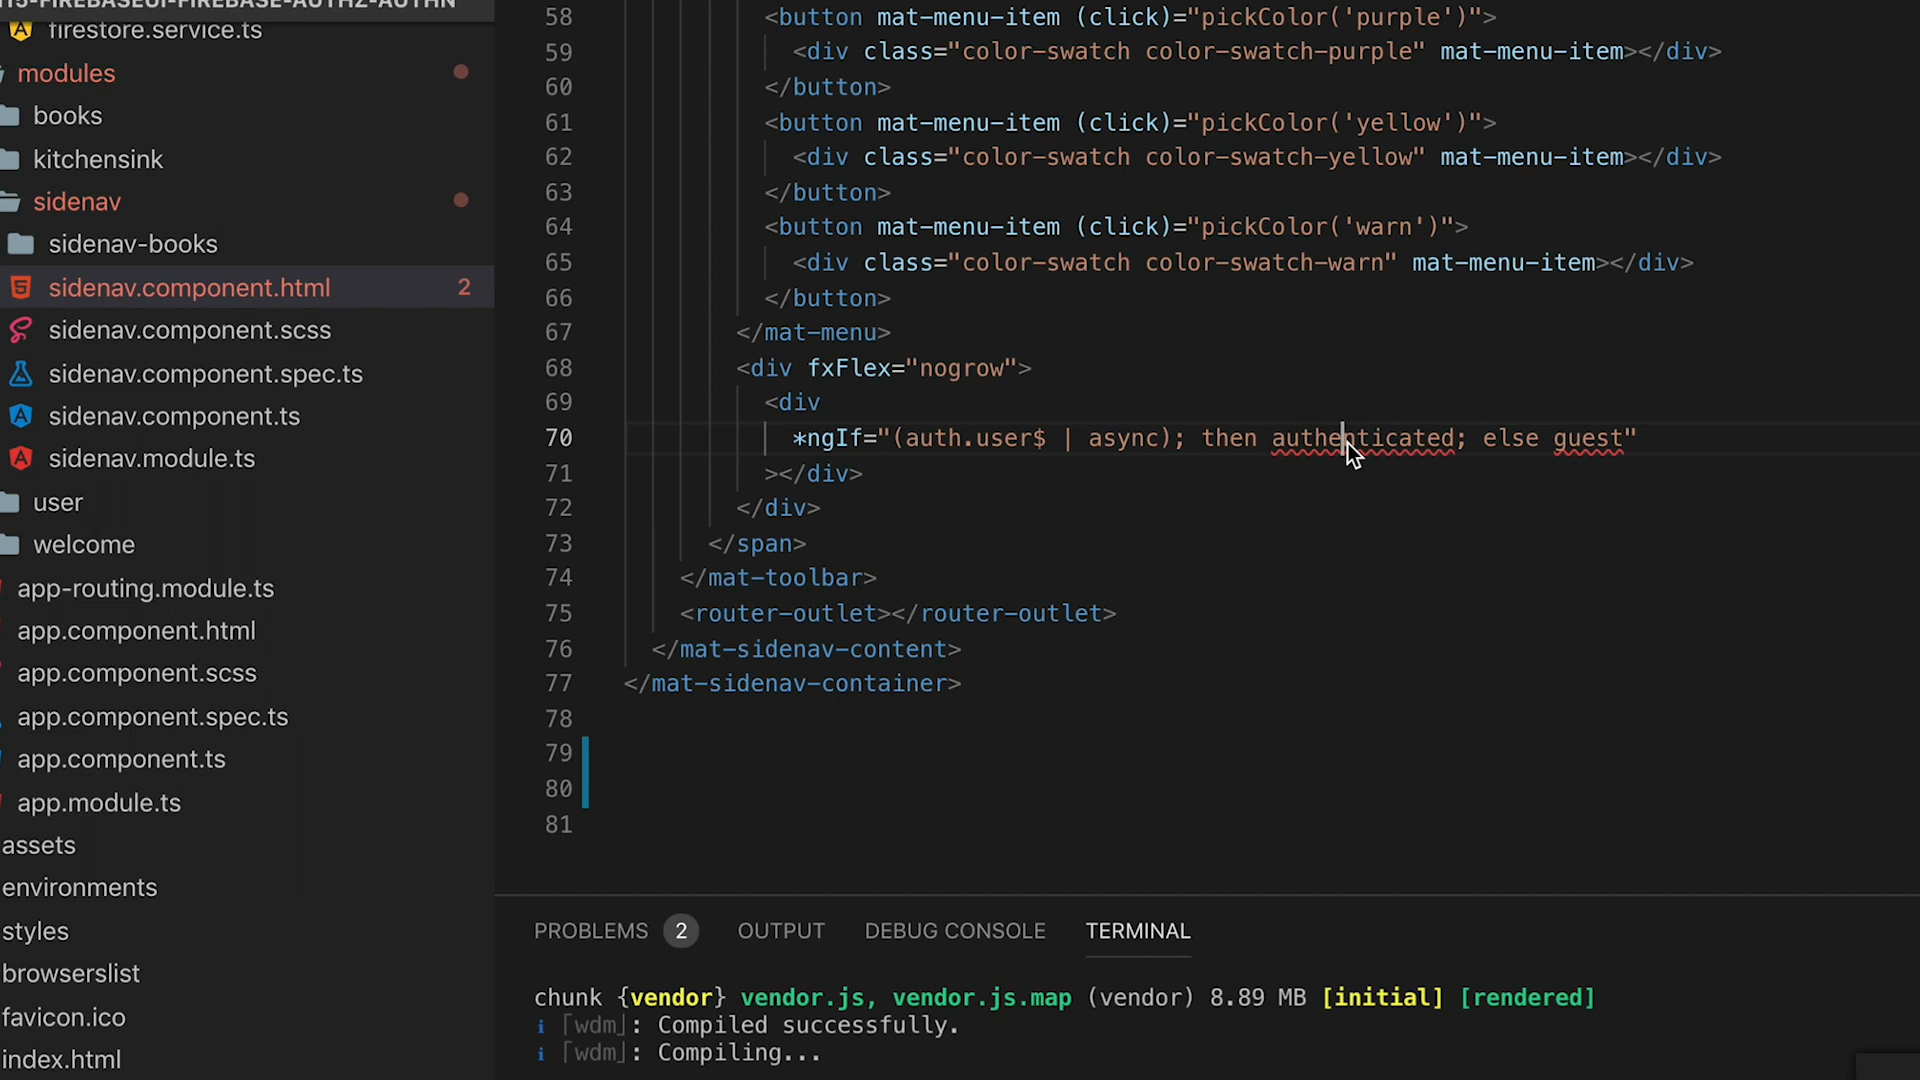 firestore.service.ts
modules
books
kitchensink
sidenav
sidenav-books
sidenav.component.html 2
sidenav.component.scss
sidenav.component.spec.ts
sidenav.component.ts
sidenav.module.ts
user
welcome
app-routing.module.ts
app.component.html
app.component.scss
app.component.spec.ts
app.component.ts
app.module.ts
assets
environments
styles
browserslist
favicon.ico
index.html
58 <button mat-menu-item (click)="pickColor('purple')">
59 <div class="color-swatch color-swatch-purple" mat-menu-item></div>
60 </button>
61 <button mat-menu-item (click)="pickColor('yellow')">
62 <div class="color-swatch color-swatch-yellow" mat-menu-item></div>
63 </button>
64 <button mat-menu-item (click)="pickColor('warn')">
65 <div class="color-swatch color-swatch-warn" mat-menu-item></div>
66 </button>
67 </mat-menu>
68 <div fxFlex="nogrow">
69 <div
70 *ngIf="(auth.user$ | async); then authenticated; else guest"
71 ></div>
72 </div>
73 </span>
74 </mat-toolbar>
75 <router-outlet></router-outlet>
76 </mat-sidenav-content>
77 </mat-sidenav-container>
78
79
80
81
PROBLEMS 2 OUTPUT DEBUG CONSOLE TERMINAL
chunk {vendor} vendor.js, vendor.js.map (vendor) 8.89 MB [initial] [rendered]
i ｢wdm｣: Compiled successfully.
i ｢wdm｣: Compiling...